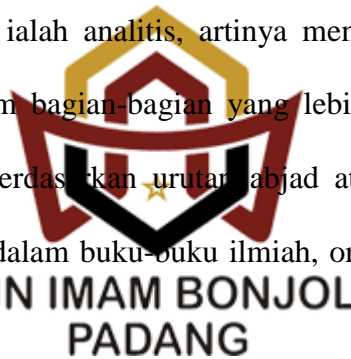 ialah analitis, artinya
bagian-bagian yang
urutan abjad
dalam buku-buku ilmiah,
IMAM BONJOL
PADANG